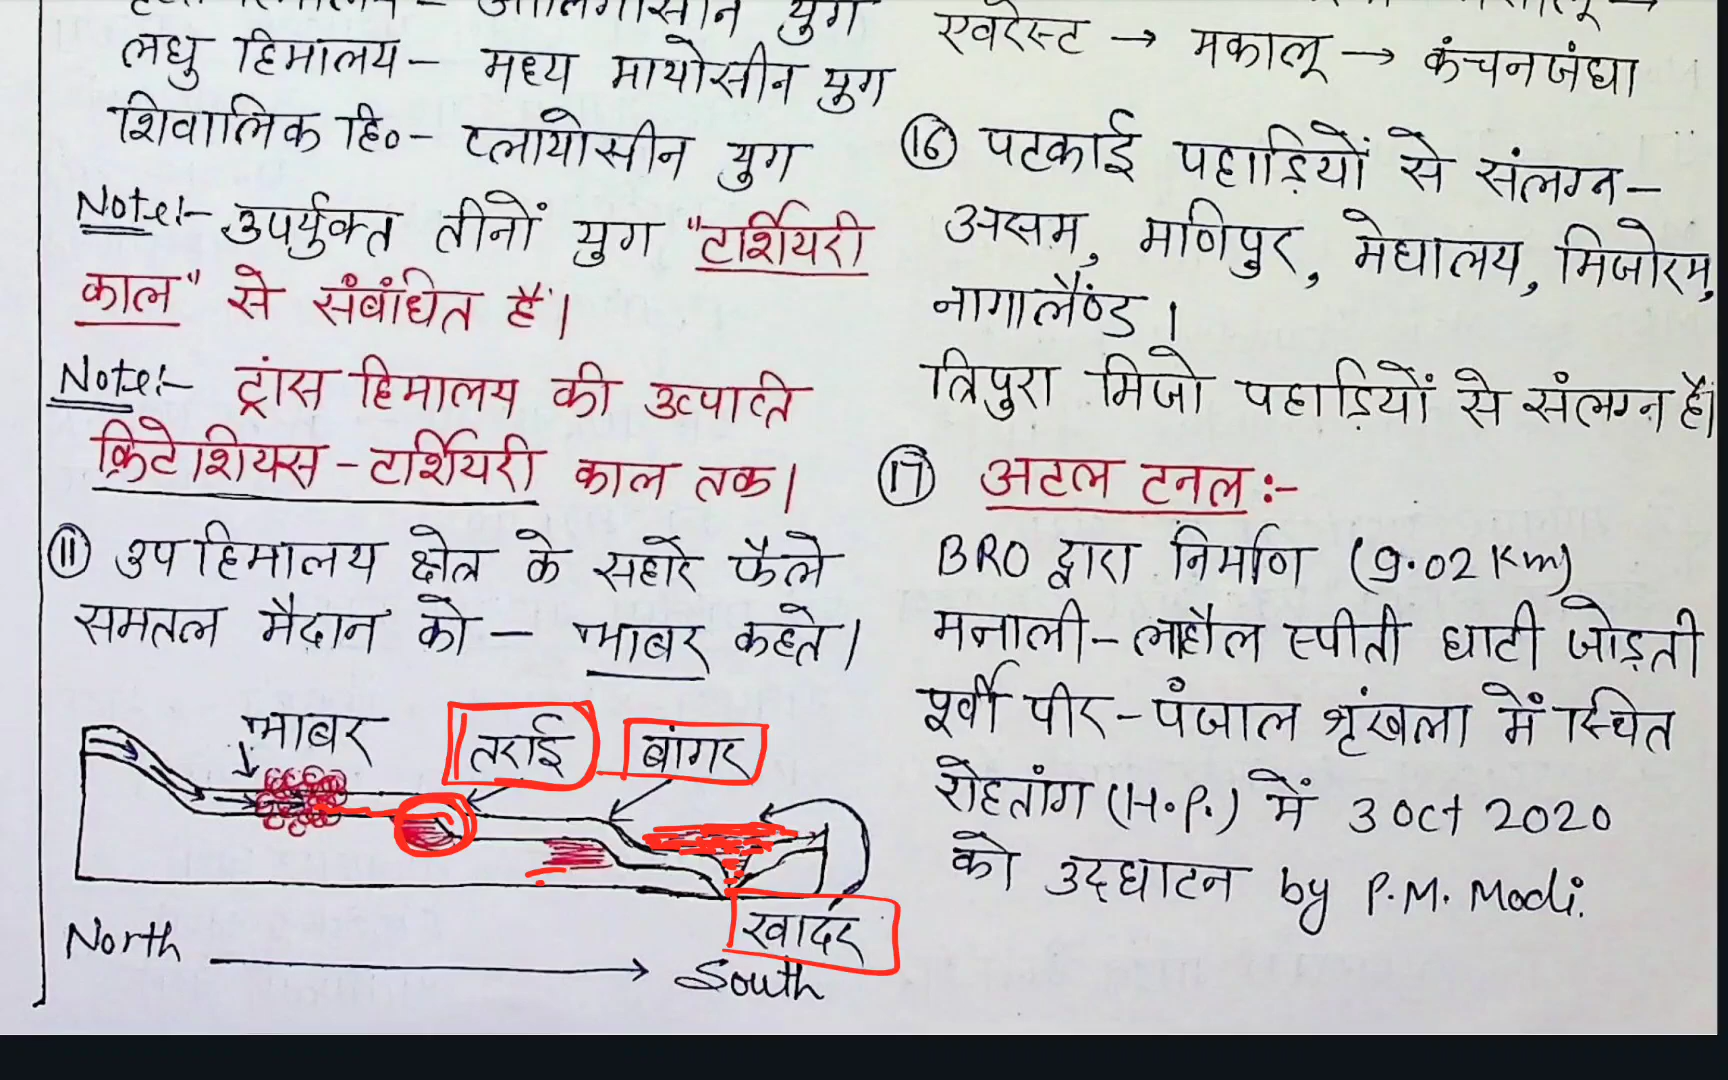 ओलिगोसीन युग
लघु हिमालय - मध्य मायोसीन युग
शिवालिक हि० - प्लायोसीन युग
Note:- उपर्युक्त तीनों युग "टर्शियरी
काल" से संबंधित हैं।
Note:- ट्रांस हिमालय की उत्पत्ति
क्रिटेशियस - टर्शियरी काल तक।
⑪ उप हिमालय क्षेत्र के सहारे फैले
समतल मैदान को - भाबर कहते।
भाबर तराई बांगर
खादर
North → South
एवरेस्ट → मकालू → कंचनजंघा
⑯ पटकाई पहाड़ियों से संलग्न -
असम, मणिपुर, मेघालय, मिजोरम,
नागालैण्ड।
त्रिपुरा मिजो पहाड़ियों से संलग्न है।
⑰ अटल टनल :-
BRO द्वारा निर्माण (9.02 Km)
मनाली - लाहौल स्पीती घाटी जोड़ती
पूर्वी पीर - पंजाल शृंखला में स्थित
रोहतांग (H.P.) में 3 Oct 2020
को उद्घाटन by P.M. Modi.